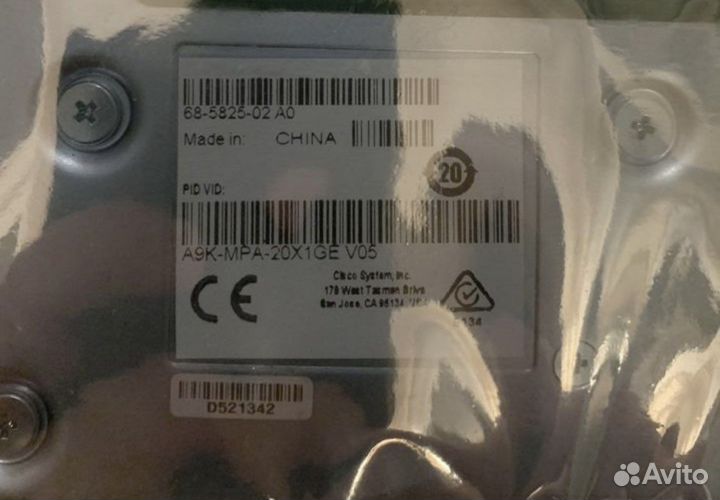 68-5825-02 A0
Made in: CHINA
20
PID VID:
A9K-MPA-20X1GE V05
Cisco System, Inc.
170 West Tasman Drive
San Jose, CA 95134,
CE
D521342
Avito